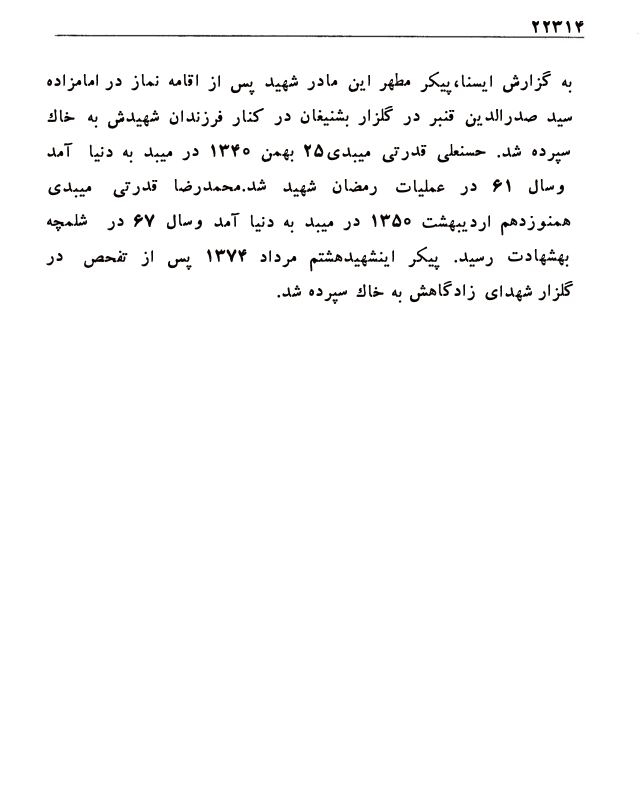 ۲۲۳۱۴
به گزارش ایسنا،پیکر مطهر این مادر شهید پس از اقامه نماز در امامزاده
سید صدرالدین قنبر در گلزار بشنیغان در کنار فرزندان شهیدش به خاك
سپرده شد. حسنعلی قدرتی میبدی۲۵ بهمن ۱۳۴۰ در میبد به دنیا آمد
وسال ۶۱ در عملیات رمضان شهید شد.محمدرضا قدرتی میبدی
همنوزدهم اردیبهشت ۱۳۵۰ در میبد به دنیا آمد وسال ۶۷ در شلمچه
بهشهادت رسید. پیکر اینشهیدهشتم مرداد ۱۳۷۴ پس از تفحص در
گلزار شهدای زادگاهش به خاك سپرده شد.